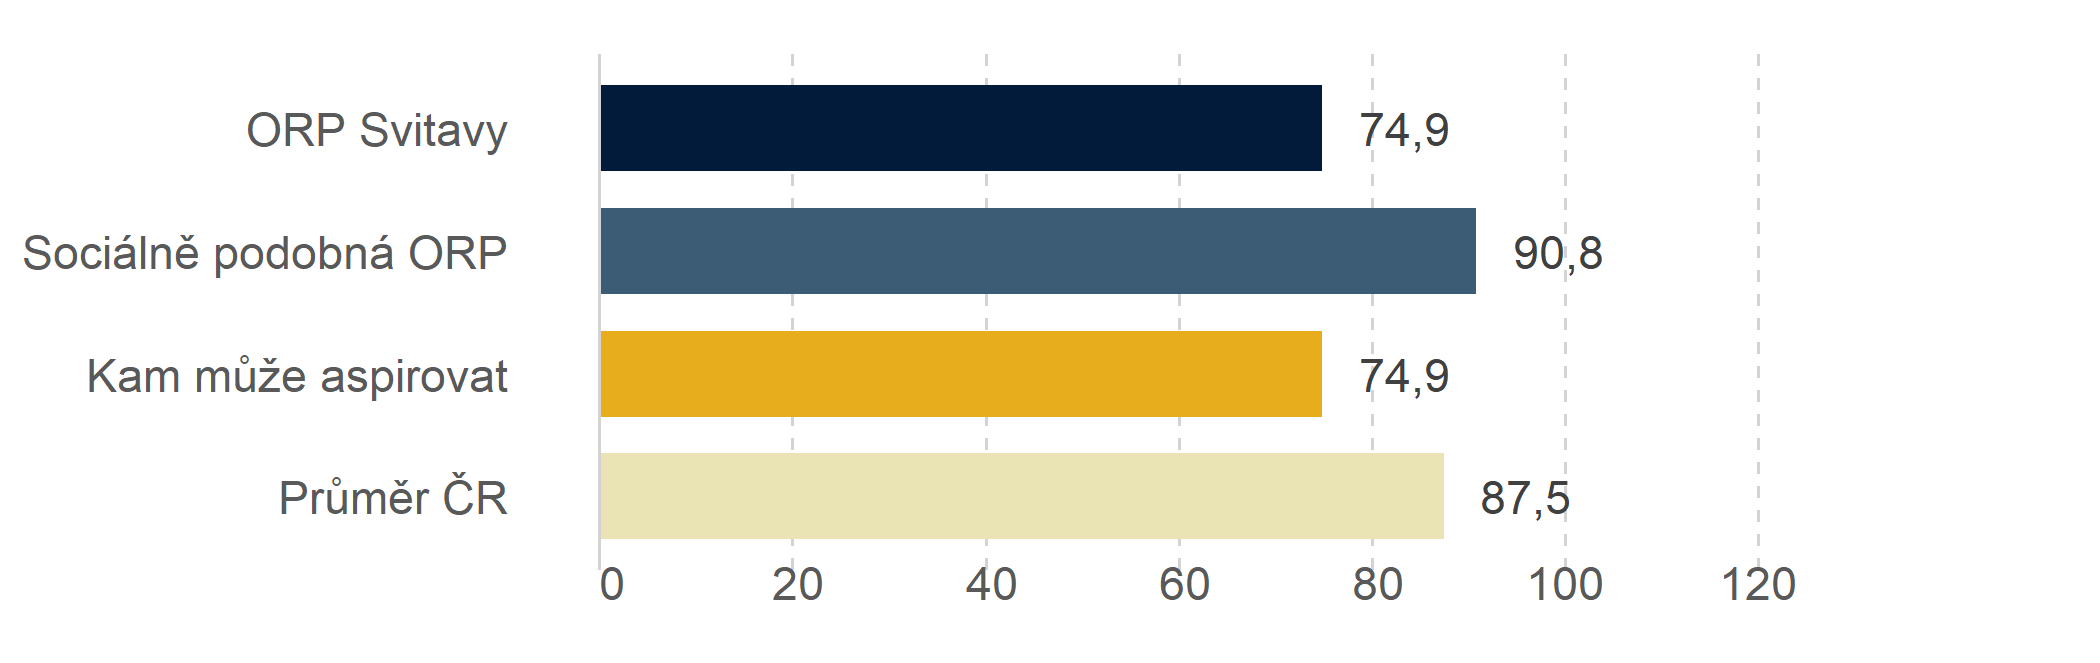 ORP Svitavy
74,9
Sociálně podobná ORP
90,8
Kam může aspirovat
74,9
Průměr ČR
87,5
0 20 40 60 80 100 120